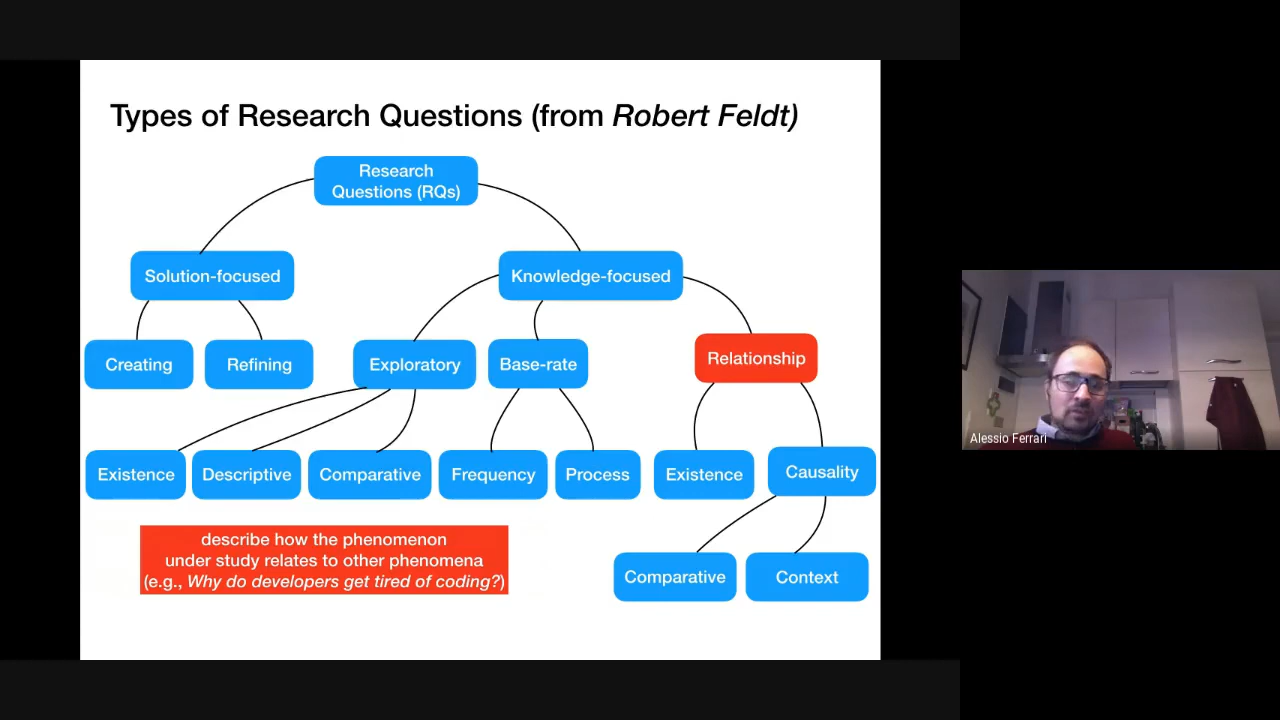 Types of Research Questions (from Robert Feldt)
Research
Questions (RQs)
Solution-focused
Knowledge-focused
Creating
Refining
Exploratory
Base-rate
Relationship
Existence
Descriptive
Comparative
Frequency
Process
Existence
Causality
describe how the phenomenon
under study relates to other phenomena
(e.g., Why do developers get tired of coding?)
Comparative
Context
Alessio Ferrari